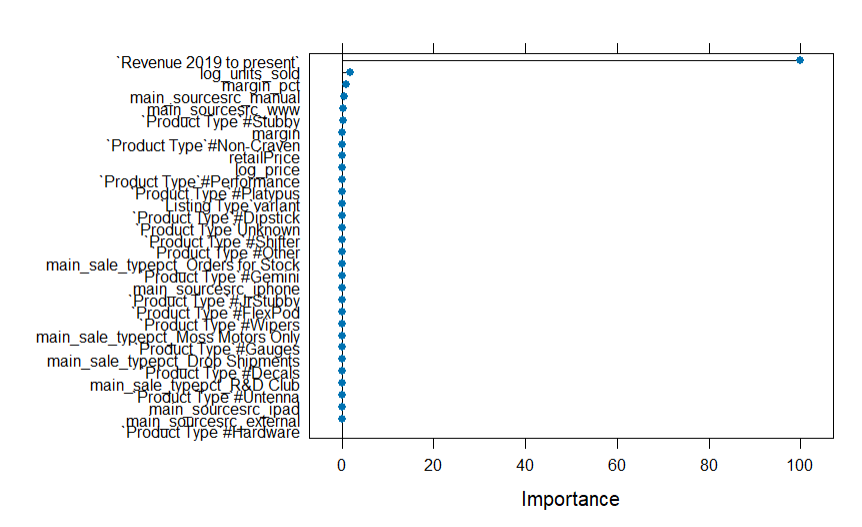 `Revenue 2019 to present`
log_units_sold
margin_pct
main_sourcesrc_manual
main_sourcesrc_www
`Product Type`#Stubby
margin
`Product Type`#Non-Craven
retailPrice
log_price
`Product Type`#Performance
`Product Type`#Platypus
`Listing Type`variant
`Product Type`#Dipstick
`Product Type`Unknown
`Product Type`#Shifter
`Product Type`#Other
main_sale_typepct_Orders for Stock
`Product Type`#Gemini
main_sourcesrc_iphone
`Product Type`#JrStubby
`Product Type`#FlexPod
`Product Type`#Wipers
main_sale_typepct_Moss Motors Only
`Product Type`#Gauges
main_sale_typepct_Drop Shipments
`Product Type`#Decals
main_sale_typepct_R&D Club
`Product Type`#Untenna
main_sourcesrc_ipad
main_sourcesrc_external
`Product Type`#Hardware
0 20 40 60 80 100
Importance